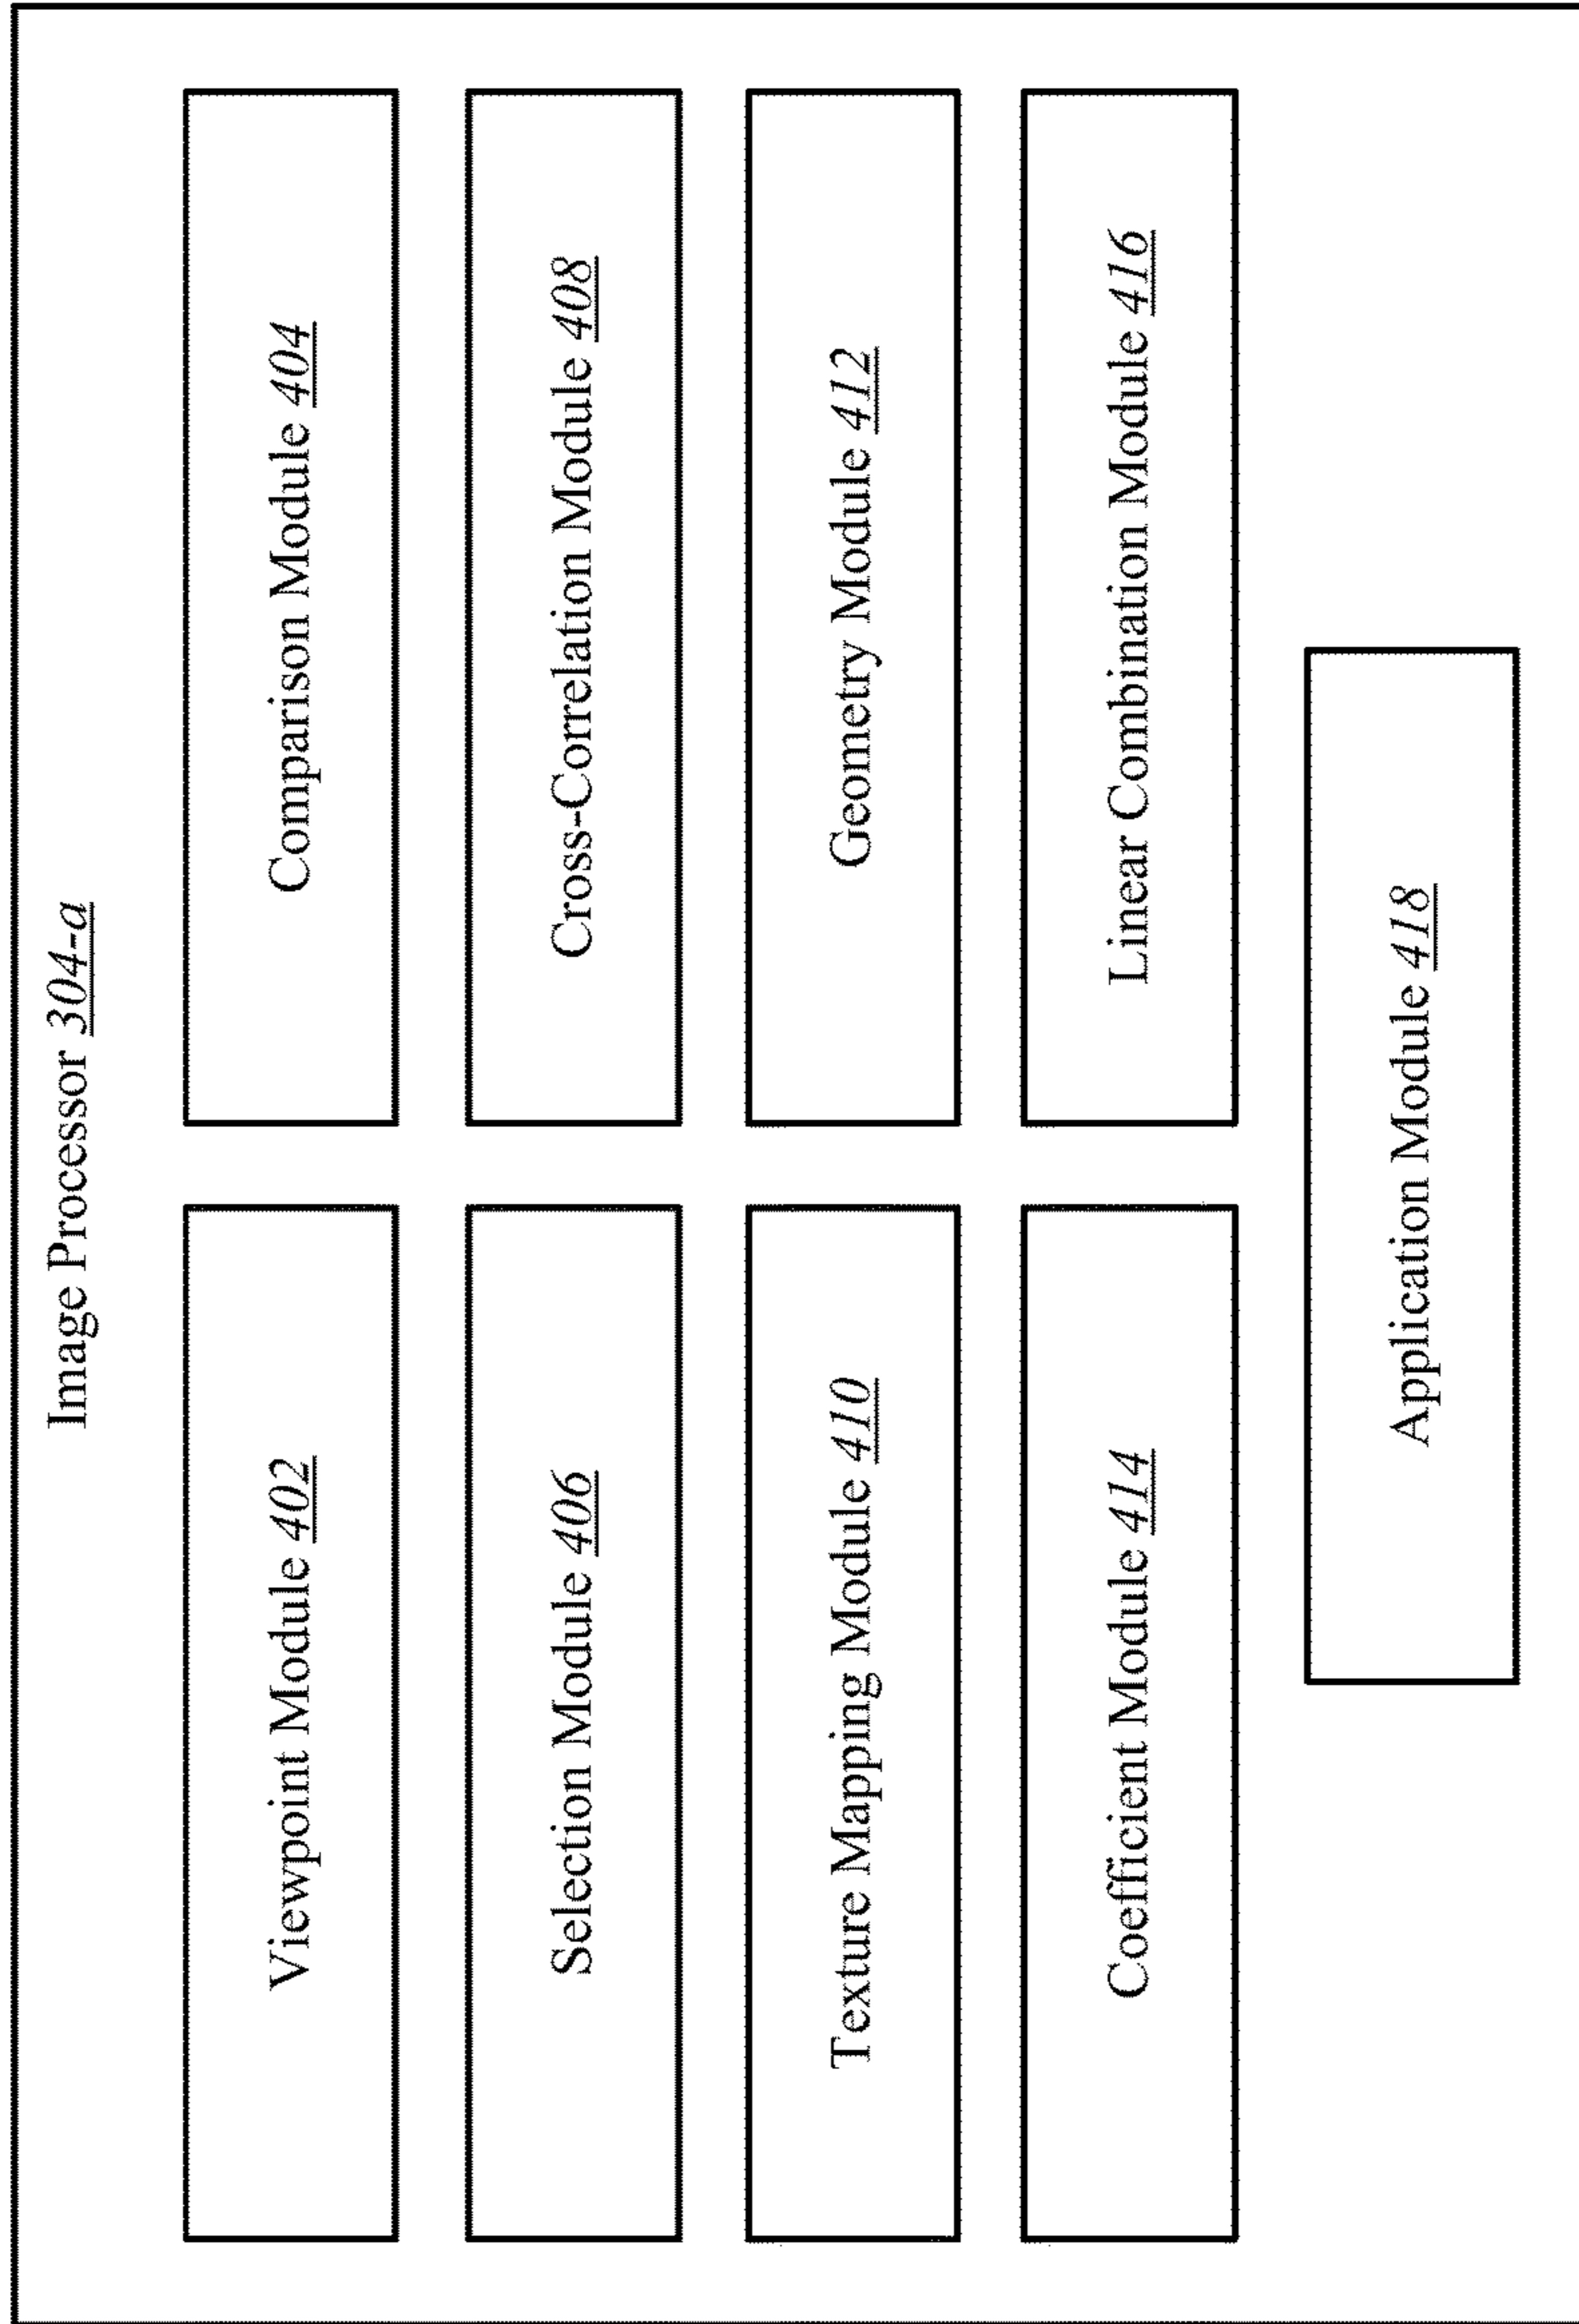 Image Processor 304-a
Viewpoint Module 402
Comparison Module 404
Selection Module 406
Cross-Correlation Module 408
Texture Mapping Module 410
Geometry Module 412
Coefficient Module 414
Linear Combination Module 416
Application Module 418